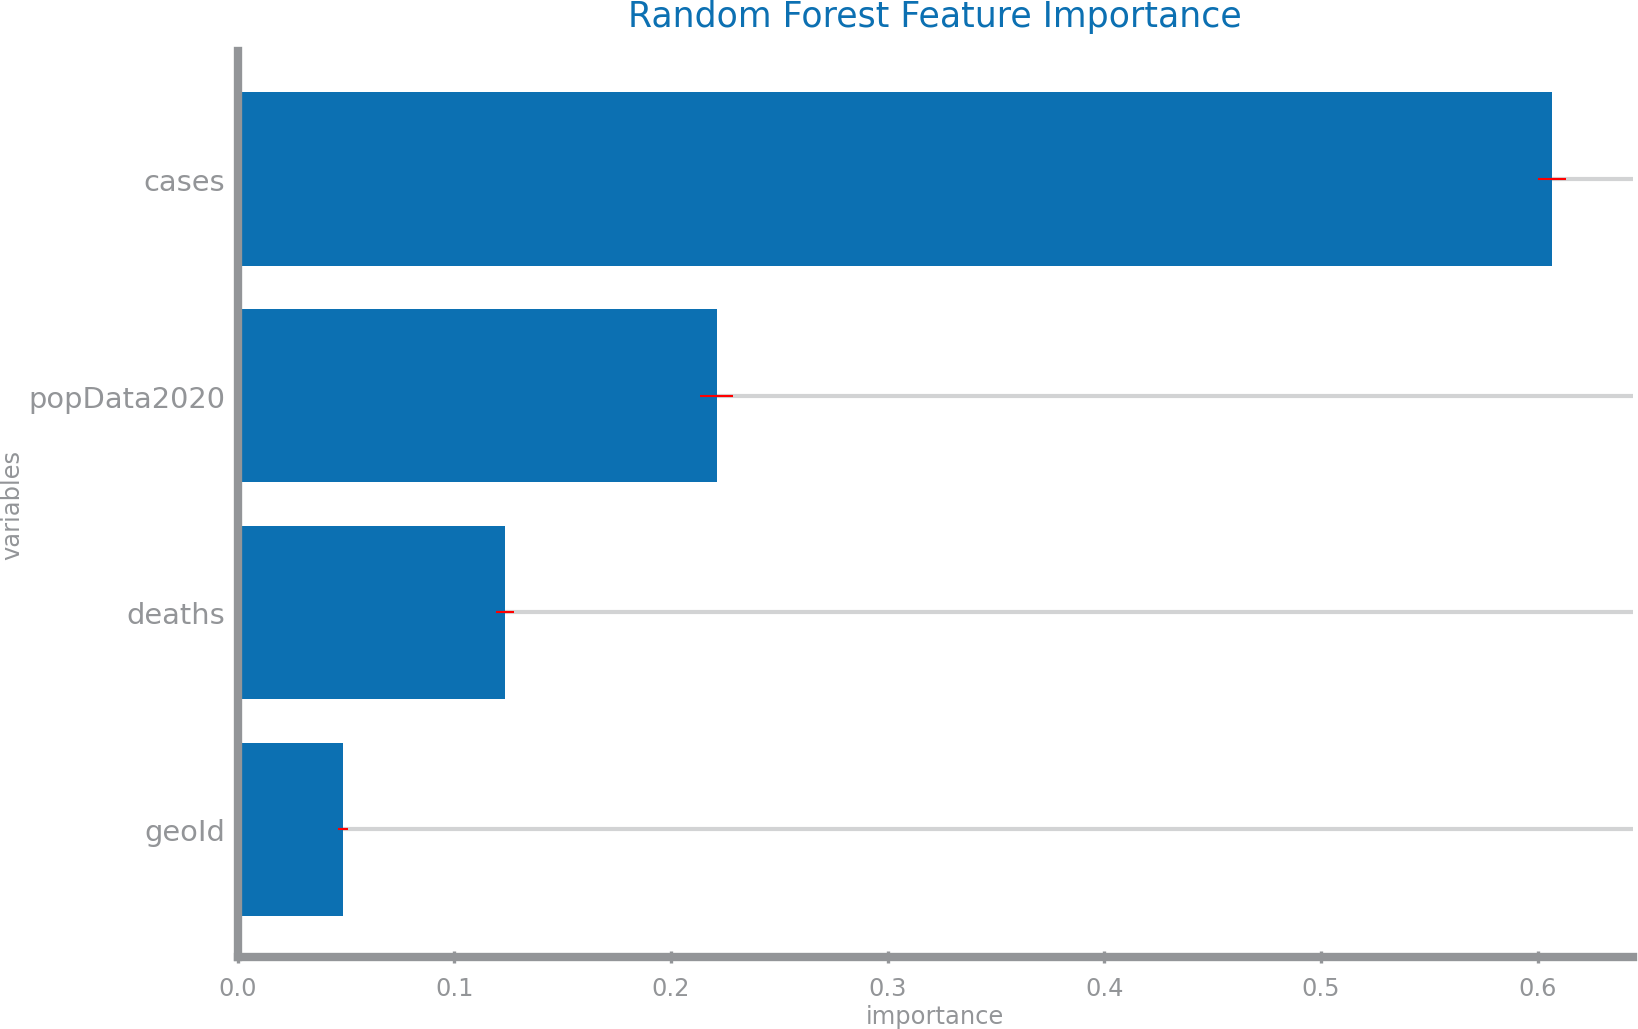 Random Forest Feature Importance
cases
popData2020
deaths
geoId
variables
0.0 0.1 0.2 0.3 0.4 0.5 0.6
importance